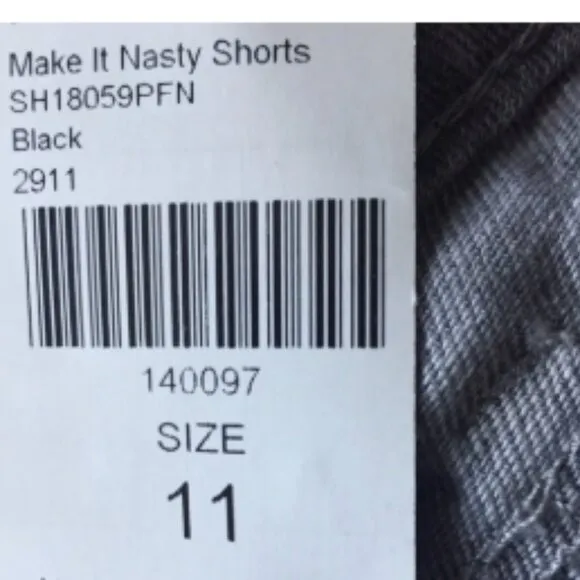 Make It Nasty Shorts
SH18059PFN
Black
2911
140097
SIZE
11